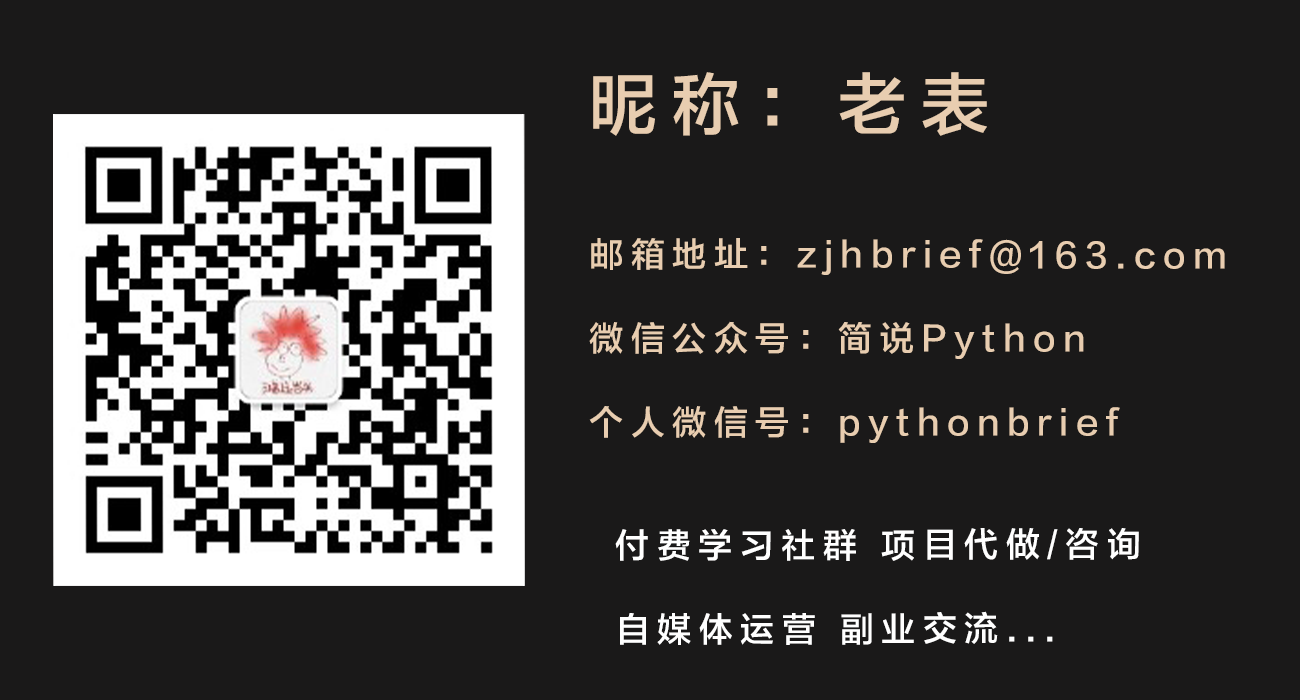 昵称：老表
邮箱地址：zjhbrief@163.com
微信公众号：简说Python
个人微信号：pythonbrief
付费学习社群 项目代做/咨询
自媒体运营 副业交流...